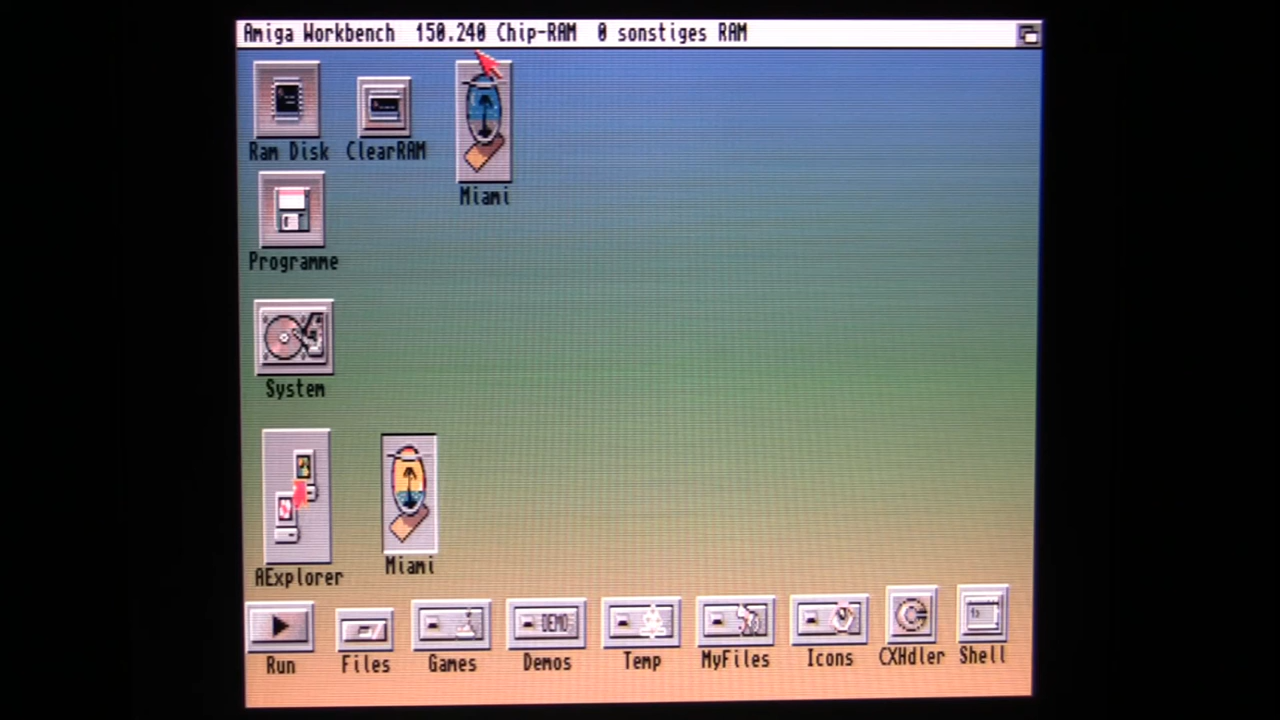 Amiga Workbench 150.240 Chip-RAM 0 sonstiges RAM
Ram Disk ClearRAM
Miami
Programme
System
Miami
AExplorer
DEMO
Run Files Games Demos Temp MyFiles Icons CXHdler Shell